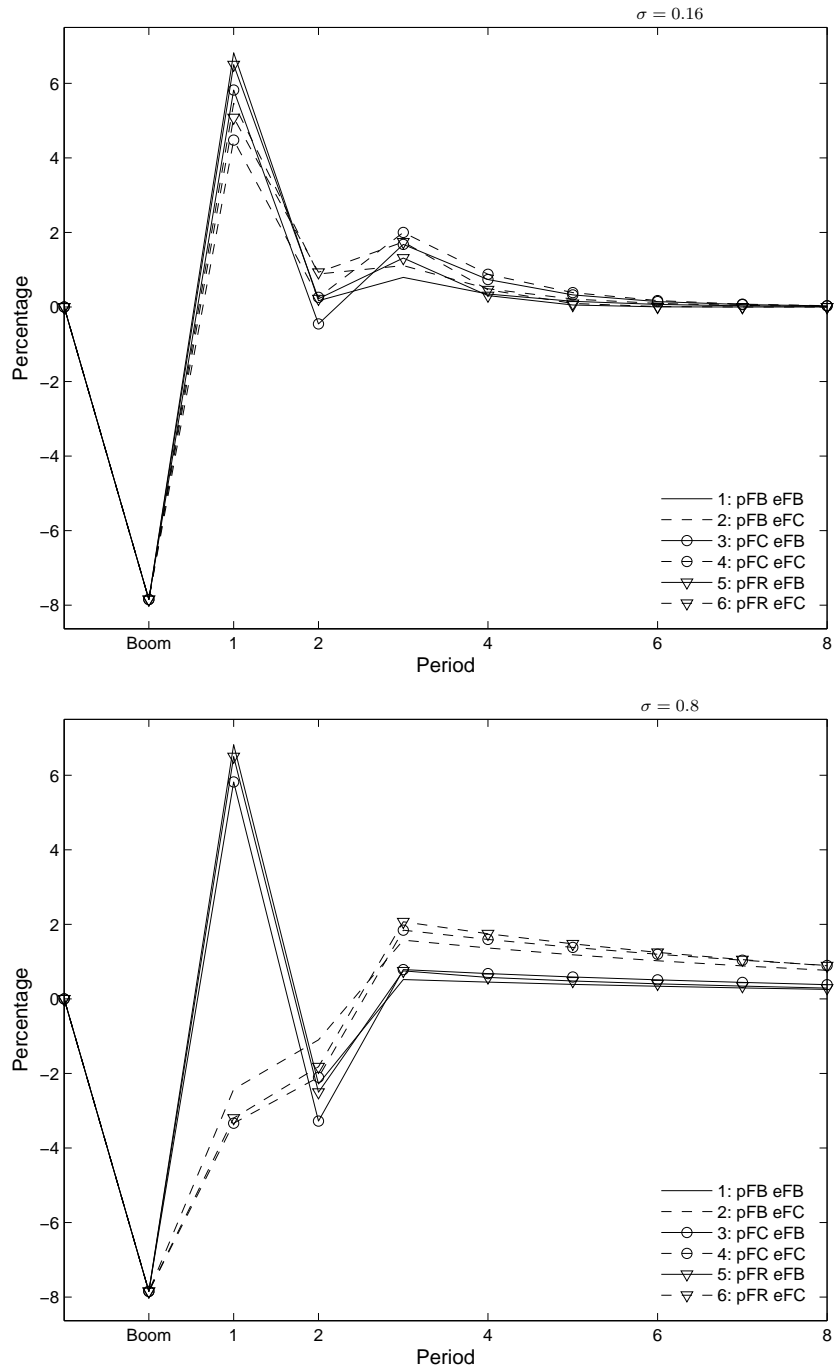 σ = 0.16
6
4
2
0
−2
−4
−6
−8
Percentage
1: pFB eFB
2: pFB eFC
3: pFC eFB
4: pFC eFC
5: pFR eFB
6: pFR eFC
Boom 1 2 4 6 8
Period
σ = 0.8
6
4
2
0
−2
−4
−6
−8
Percentage
1: pFB eFB
2: pFB eFC
3: pFC eFB
4: pFC eFC
5: pFR eFB
6: pFR eFC
Boom 1 2 4 6 8
Period